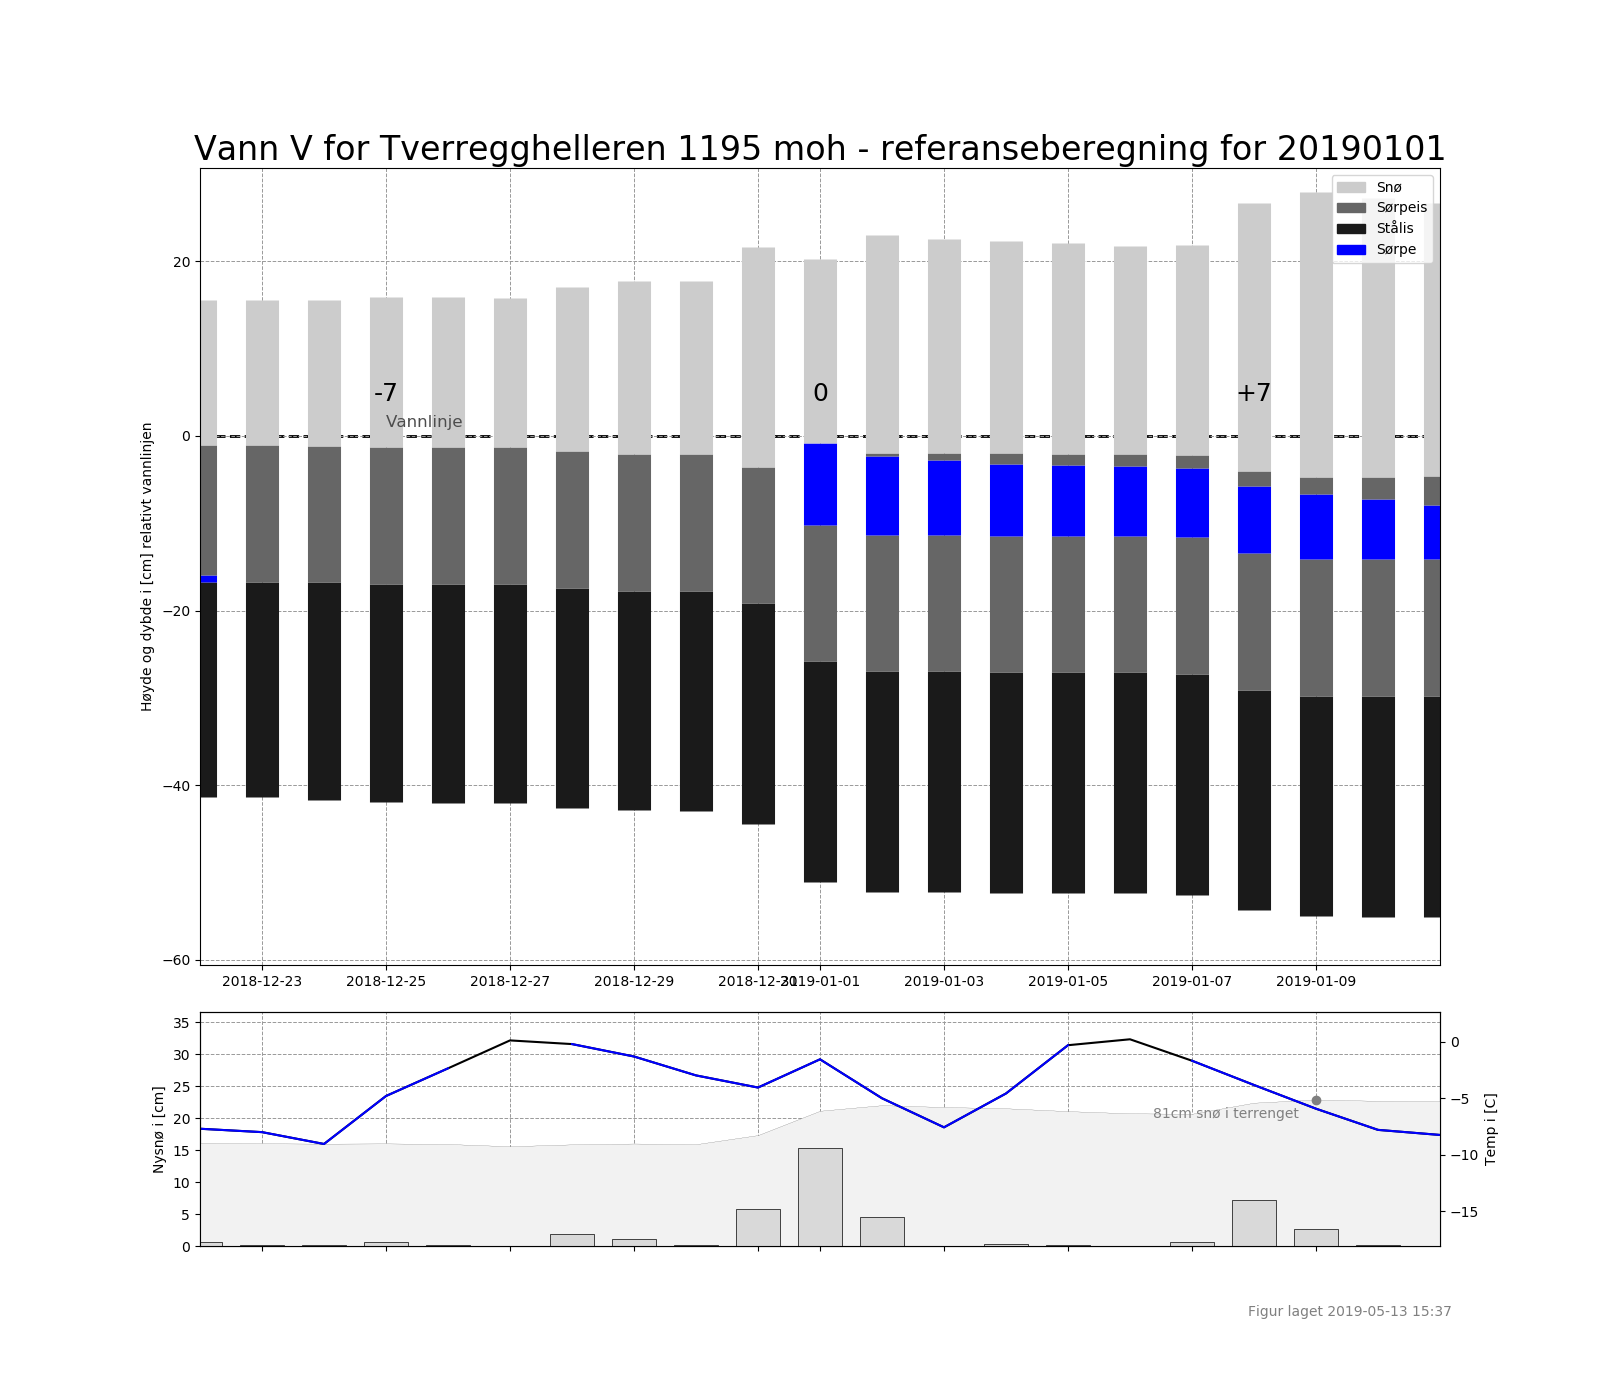 Vann V for Tverregghelleren 1195 moh - referanseberegning for 20190101
Snø
Sørpeis
Stålis
Sørpe
20
0
−20
−40
−60
Høyde og dybde i [cm] relativt vannlinjen
-7
0
+7
Vannlinje
2018-12-23
2018-12-25
2018-12-27
2018-12-29
2018-12-31
2019-01-01
2019-01-03
2019-01-05
2019-01-07
2019-01-09
35
30
25
20
15
10
5
0
Nysnø i [cm]
81cm snø i terrenget
0
−5
−10
−15
Temp i [C]
Figur laget 2019-05-13 15:37